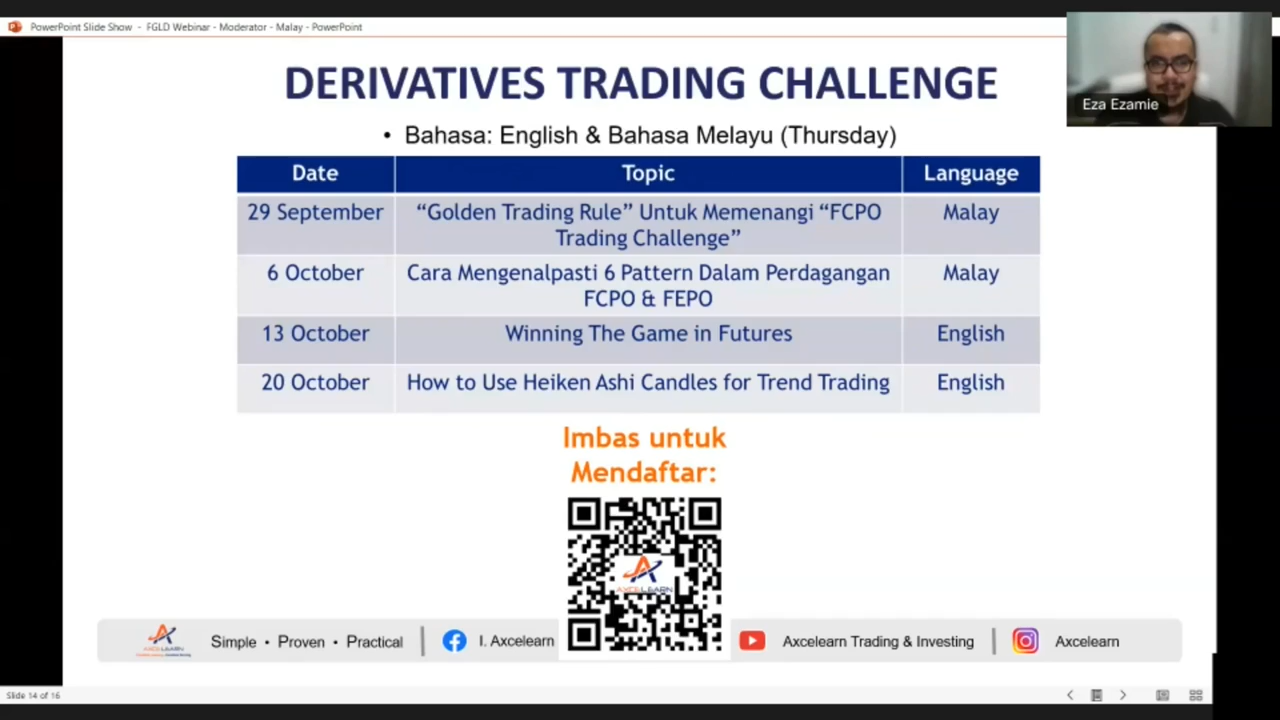 PowerPoint Slide Show - FGLD Webinar - Moderator - Malay - PowerPoint
Eza Ezamie
DERIVATIVES TRADING CHALLENGE
• Bahasa: English & Bahasa Melayu (Thursday)
Date Topic Language
29 September “Golden Trading Rule” Untuk Memenangi “FCPO Malay
Trading Challenge”
6 October Cara Mengenalpasti 6 Pattern Dalam Perdagangan Malay
FCPO & FEPO
13 October Winning The Game in Futures English
20 October How to Use Heiken Ashi Candles for Trend Trading English
Imbas untuk
Mendaftar:
AXCELEARN
AXCELEARN
Simple • Proven • Practical
I. Axcelearn
Axcelearn Trading & Investing
Axcelearn
Slide 14 of 16